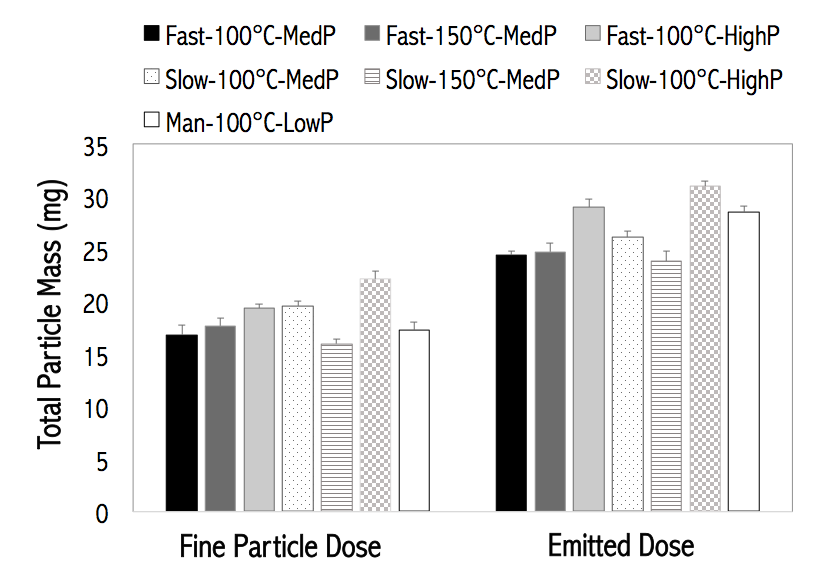 Fast-100°C-MedP Fast-150°C-MedP Fast-100°C-HighP
Slow-100°C-MedP Slow-150°C-MedP Slow-100°C-HighP
Man-100°C-LowP
Total Particle Mass (mg)
35
30
25
20
15
10
5
0
Fine Particle Dose Emitted Dose